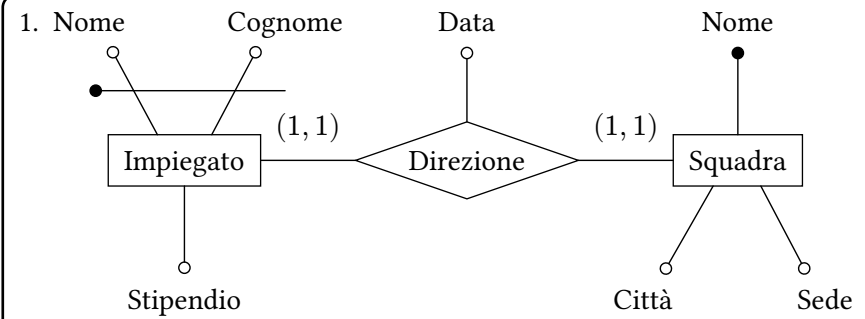 1. Nome Cognome Data Nome
(1, 1) (1, 1)
Impiegato Direzione Squadra
Stipendio Città Sede